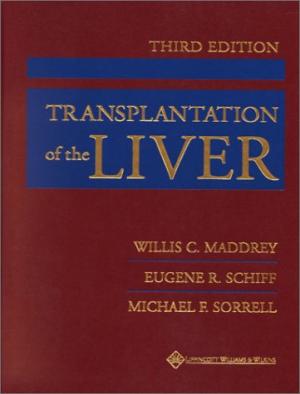 THIRD EDITION
TRANSPLANTATION
of the LIVER
WILLIS C. MADDREY
EUGENE R. SCHIFF
MICHAEL F. SORRELL
LIPPINCOTT WILLIAMS & WILKINS